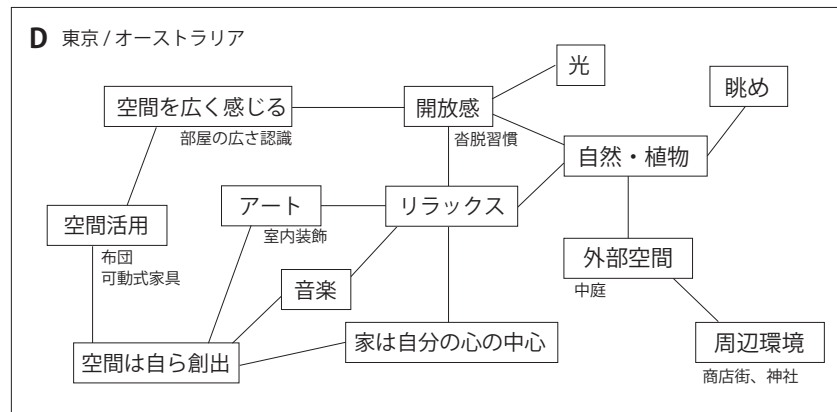 D 東京 / オーストラリア
光
眺め
空間を広く感じる
部屋の広さ認識
開放感
沓脱習慣
自然・植物
アート
室内装飾
リラックス
空間活用
布団
可動式家具
外部空間
中庭
音楽
空間は自ら創出
家は自分の心の中心
周辺環境
商店街、神社